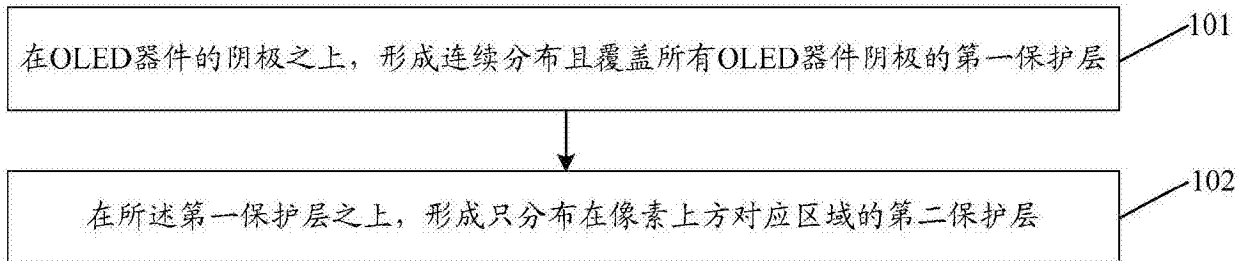 在OLED器件的阴极之上，形成连续分布且覆盖所有OLED器件阴极的第一保护层
101
在所述第一保护层之上，形成只分布在像素上方对应区域的第二保护层
102